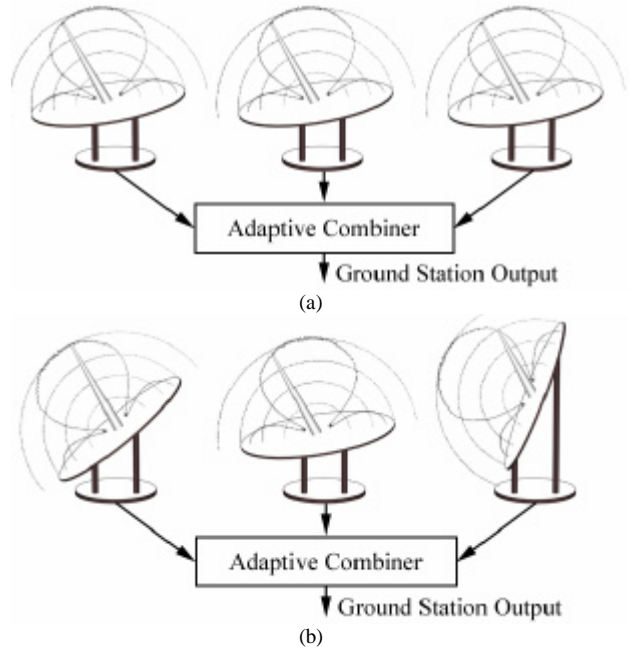 Adaptive Combiner
Ground Station Output
(a)
Adaptive Combiner
Ground Station Output
(b)